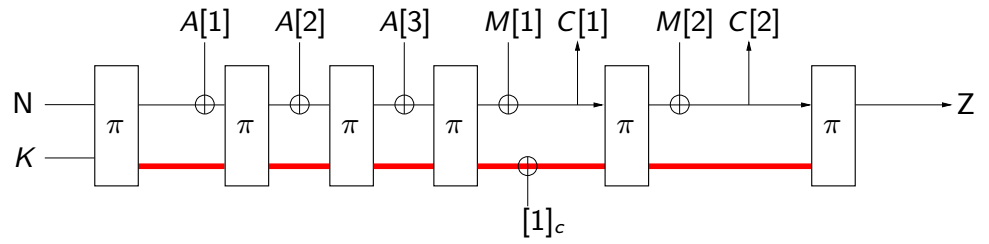 A[1] A[2] A[3] M[1] C[1] M[2] C[2]
N π π π π π π Z
K
[1]c